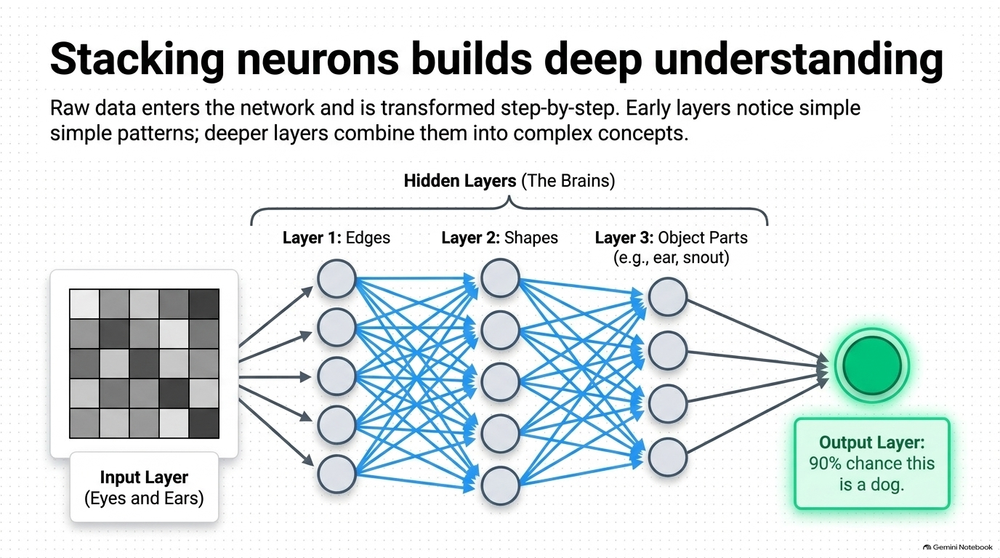 Stacking neurons builds deep understanding
Raw data enters the network and is transformed step-by-step. Early layers notice simple
simple patterns; deeper layers combine them into complex concepts.
Hidden Layers (The Brains)
Layer 1: Edges
Layer 2: Shapes
Layer 3: Object Parts
(e.g., ear, snout)
Input Layer
(Eyes and Ears)
Output Layer:
90% chance this
is a dog.
Gemini Notebook